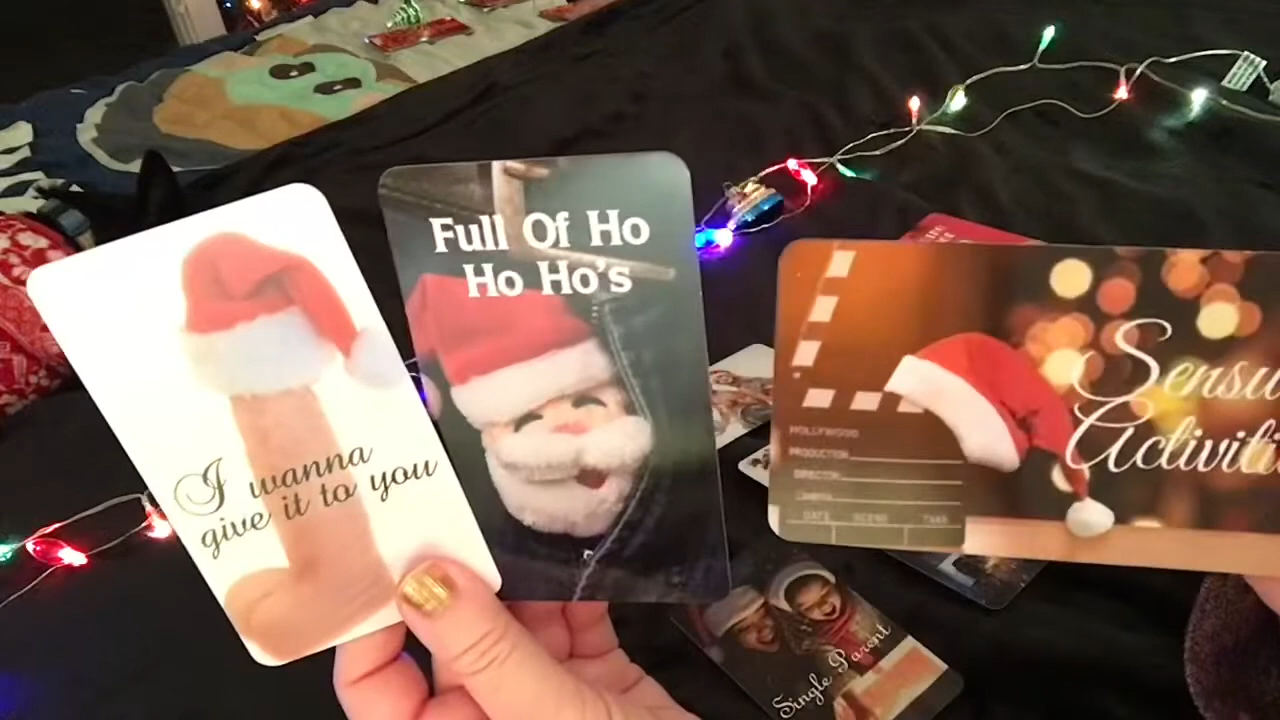 I wanna
give it to you
Full Of Ho
Ho Ho's
HOLLYWOOD
PRODUCTION
DIRECTOR
CAMERA
DATE SCENE TAKE
Activiti
Single Parent